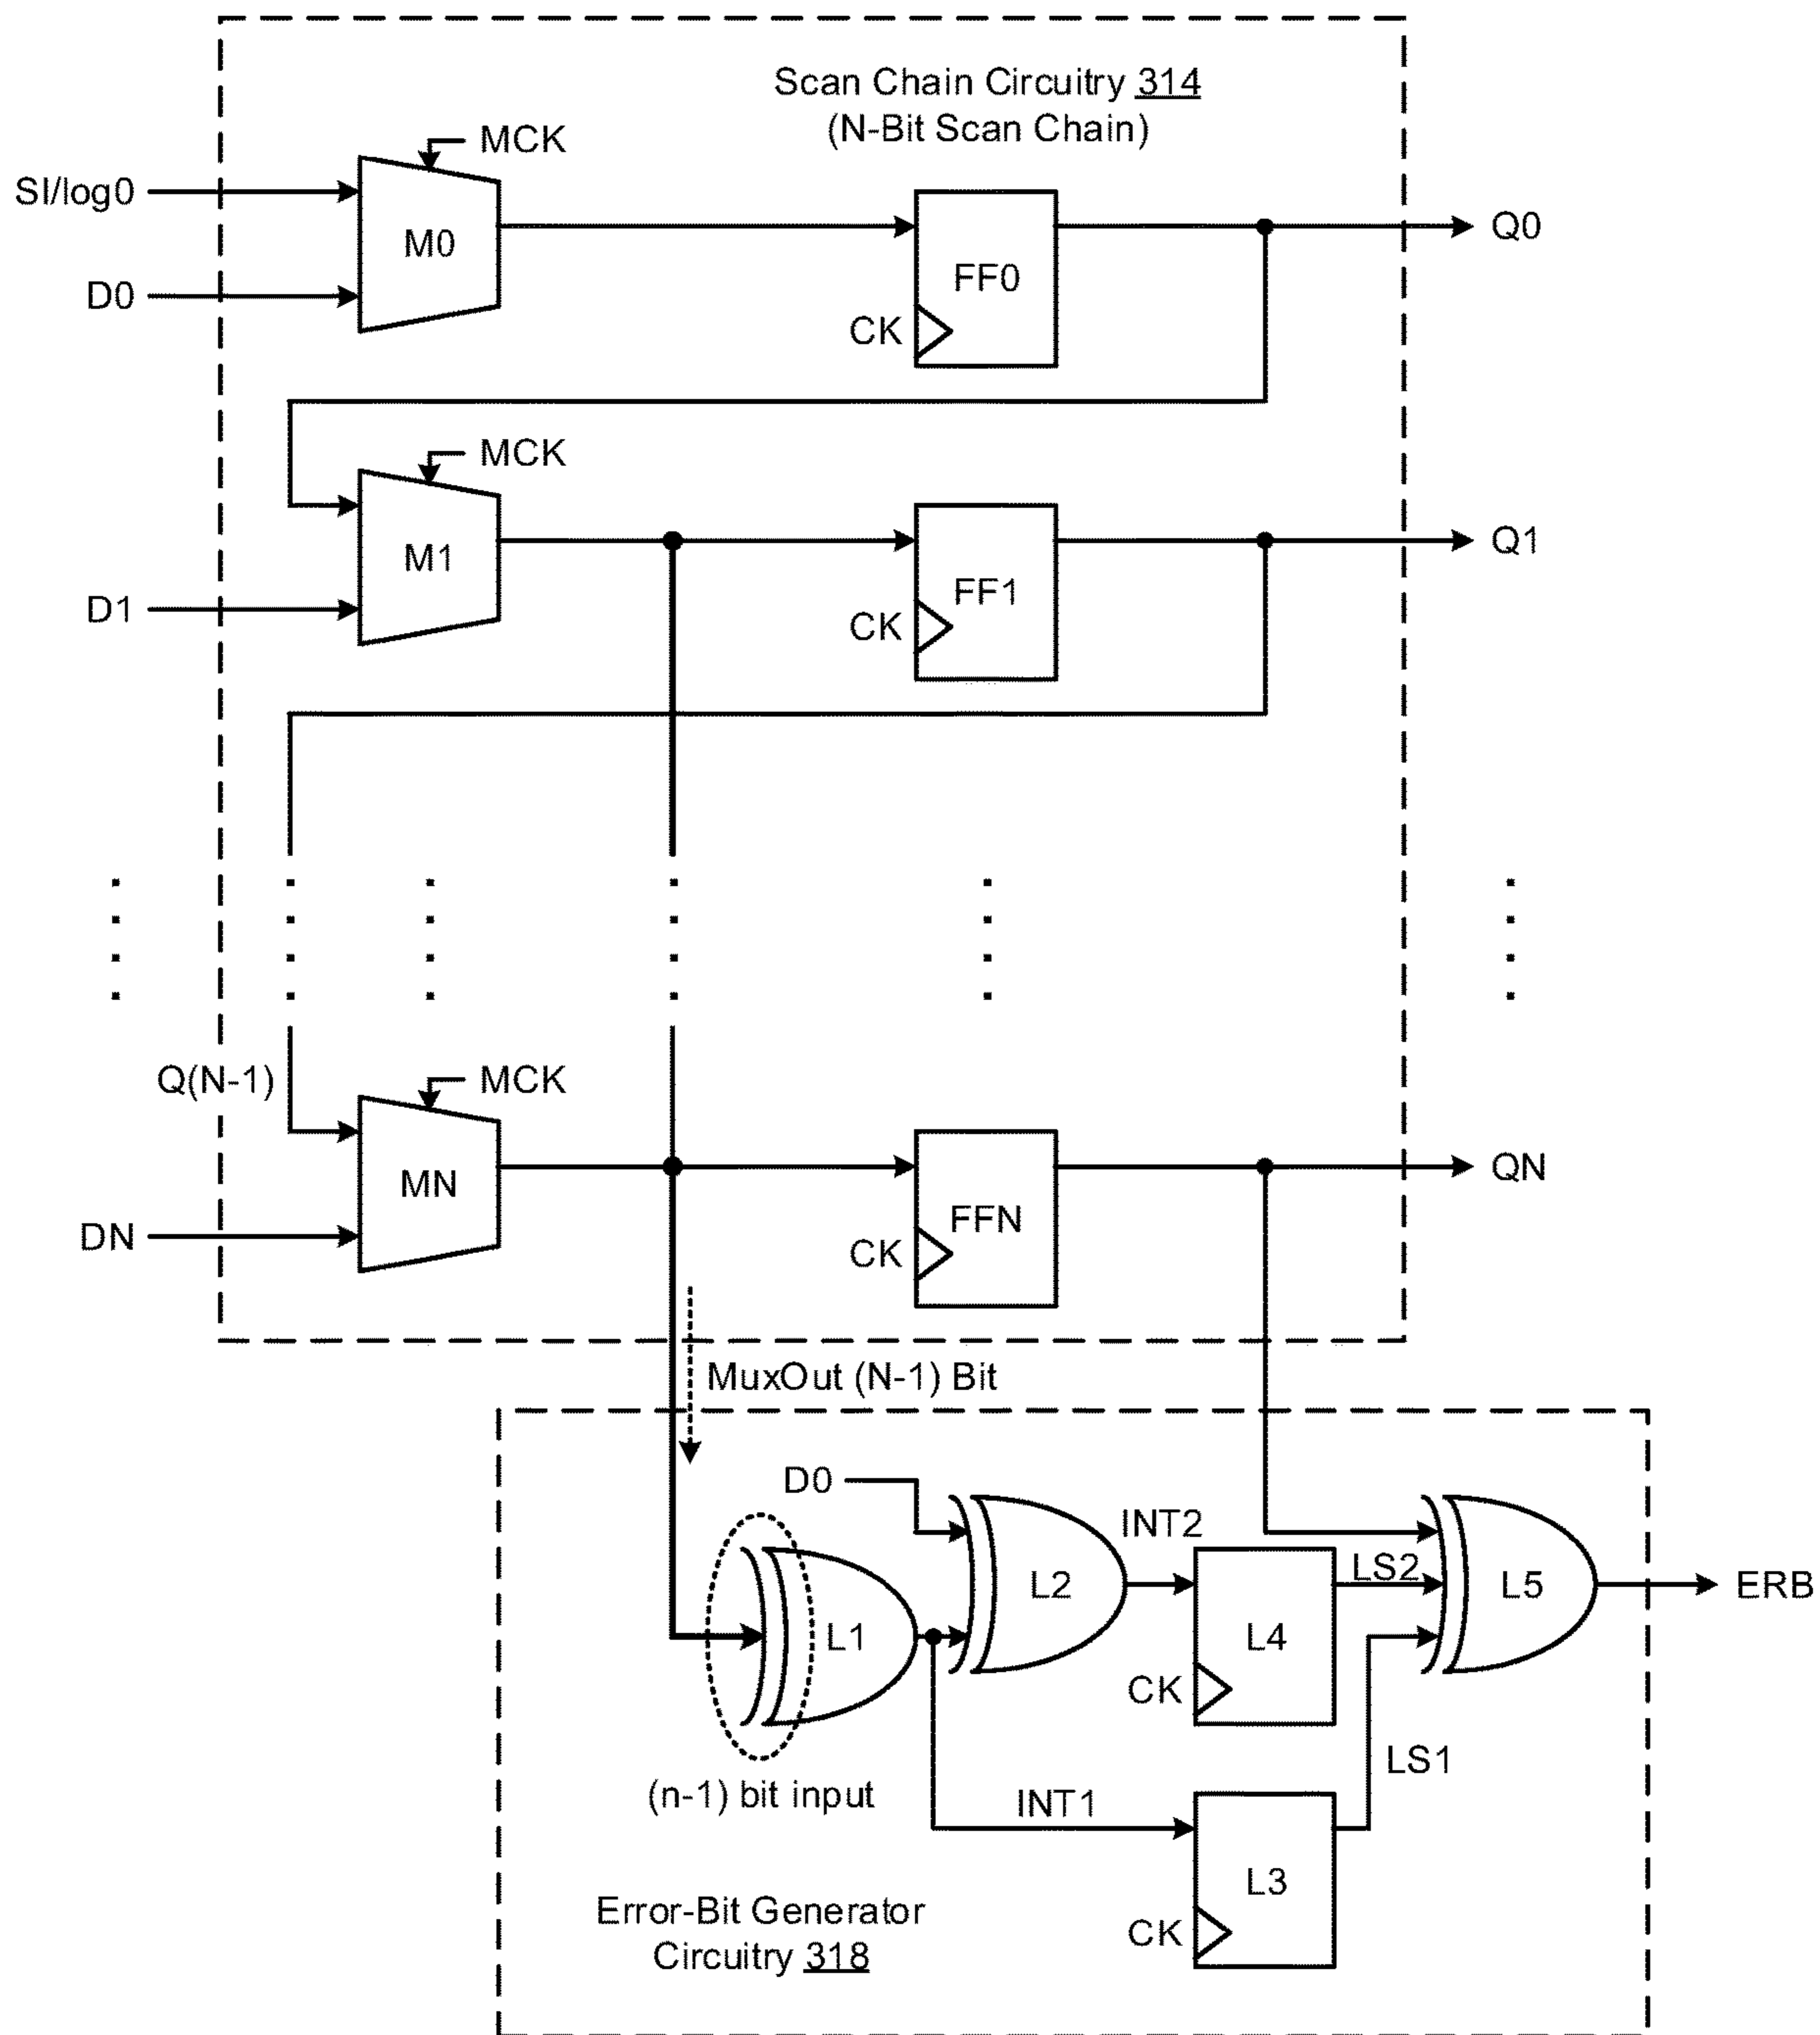 Scan Chain Circuitry 314
(N-Bit Scan Chain)
MCK
SI/log0
M0
Q0
FF0
D0
CK
MCK
Q1
M1
FF1
D1
CK
Q(N-1)
MCK
QN
MN
FFN
DN
CK
MuxOut (N-1) Bit
D0
INT2
LS2
L2
L5
ERB
L1
L4
CK
LS1
(n-1) bit input
INT1
L3
Error-Bit Generator
CK
Circuitry 318